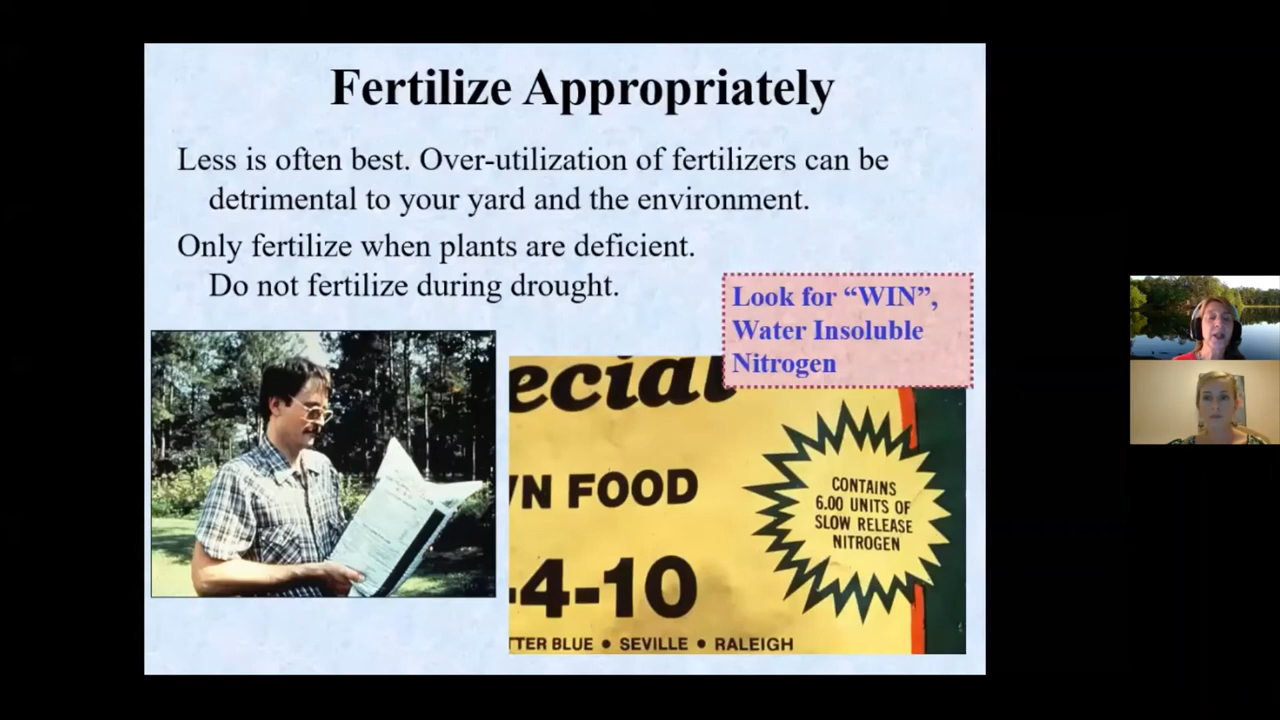 Fertilize Appropriately
Less is often best. Over-utilization of fertilizers can be
detrimental to your yard and the environment.
Only fertilize when plants are deficient.
Do not fertilize during drought.
Look for “WIN”,
Water Insoluble
Nitrogen
ecial
WN FOOD
-4-10
CONTAINS
6.00 UNITS OF
SLOW RELEASE
NITROGEN
TTER BLUE • SEVILLE • RALEIGH